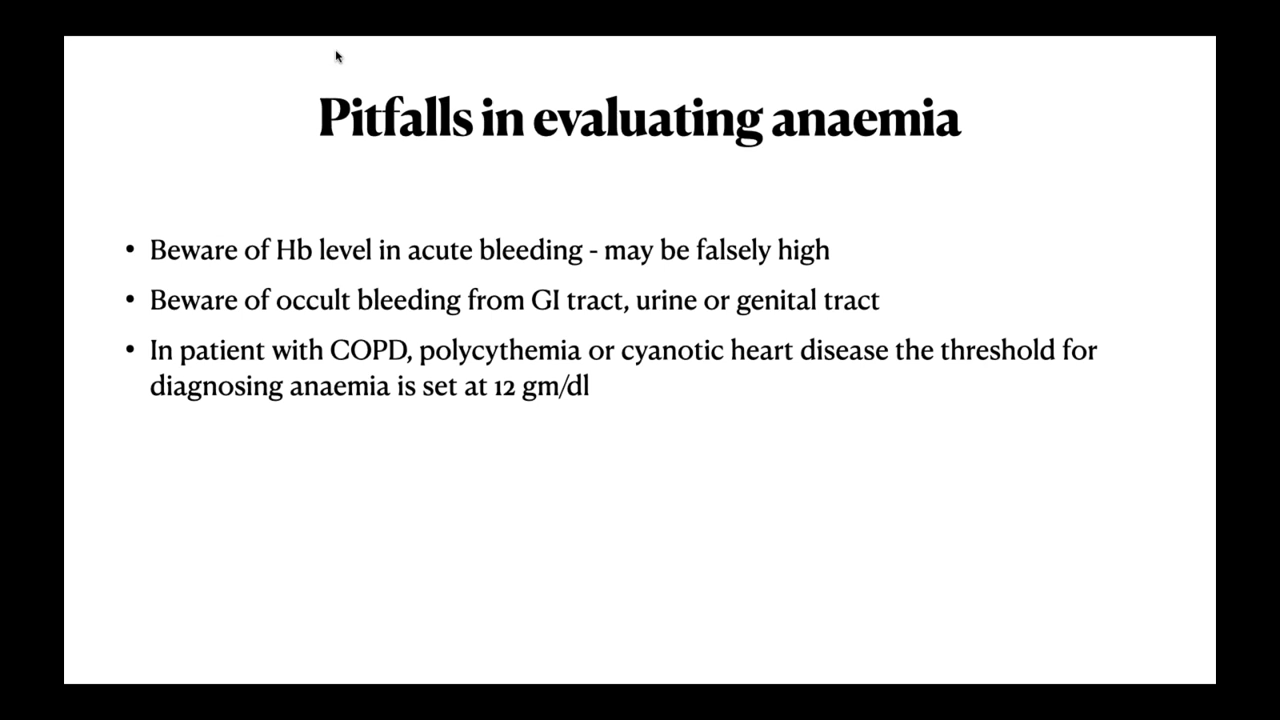 Pitfalls in evaluating anaemia
• Beware of Hb level in acute bleeding - may be falsely high
• Beware of occult bleeding from GI tract, urine or genital tract
• In patient with COPD, polycythemia or cyanotic heart disease the threshold for
diagnosing anaemia is set at 12 gm/dl